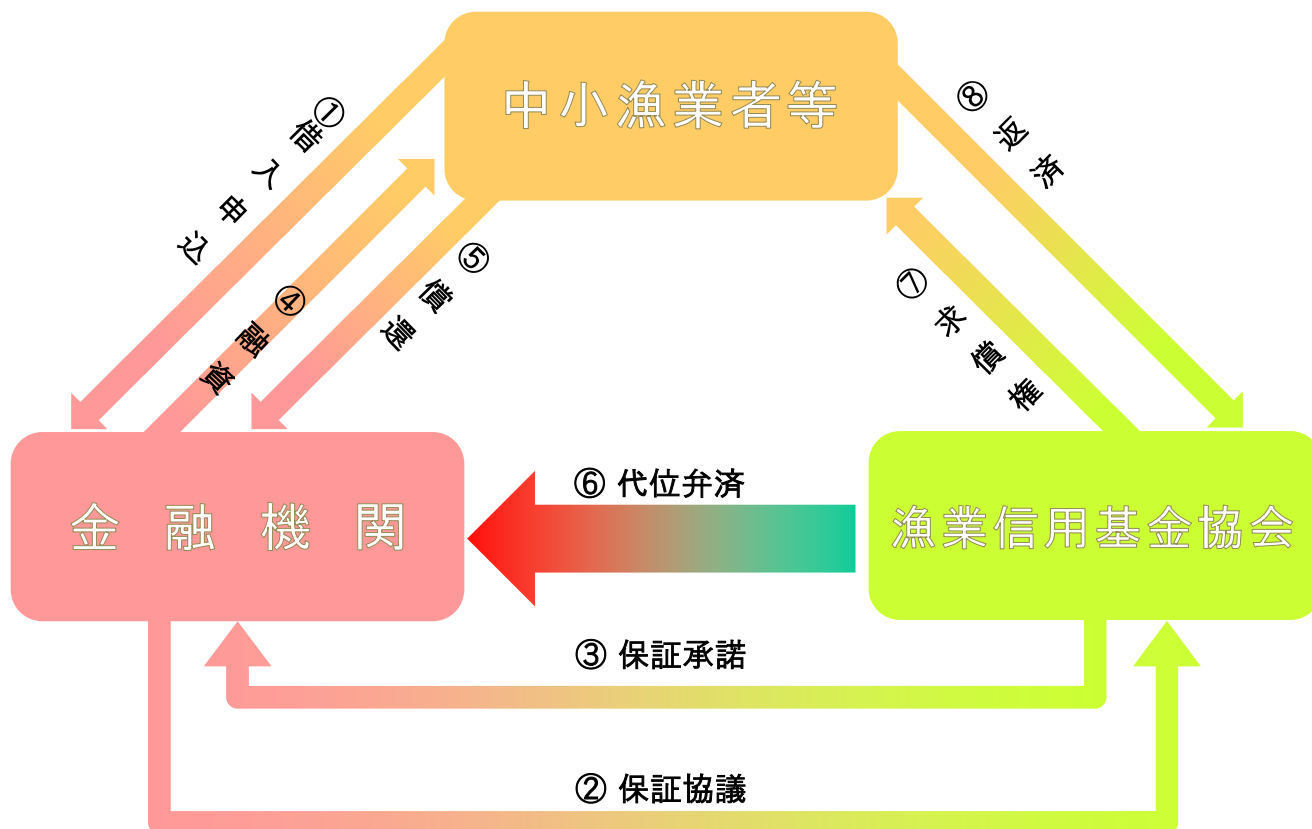 中小漁業者等
①借入申込
⑧返済
⑤償還
④融資
⑦求償権
⑥ 代位弁済
金融機関
漁業信用基金協会
③ 保証承諾
② 保証協議